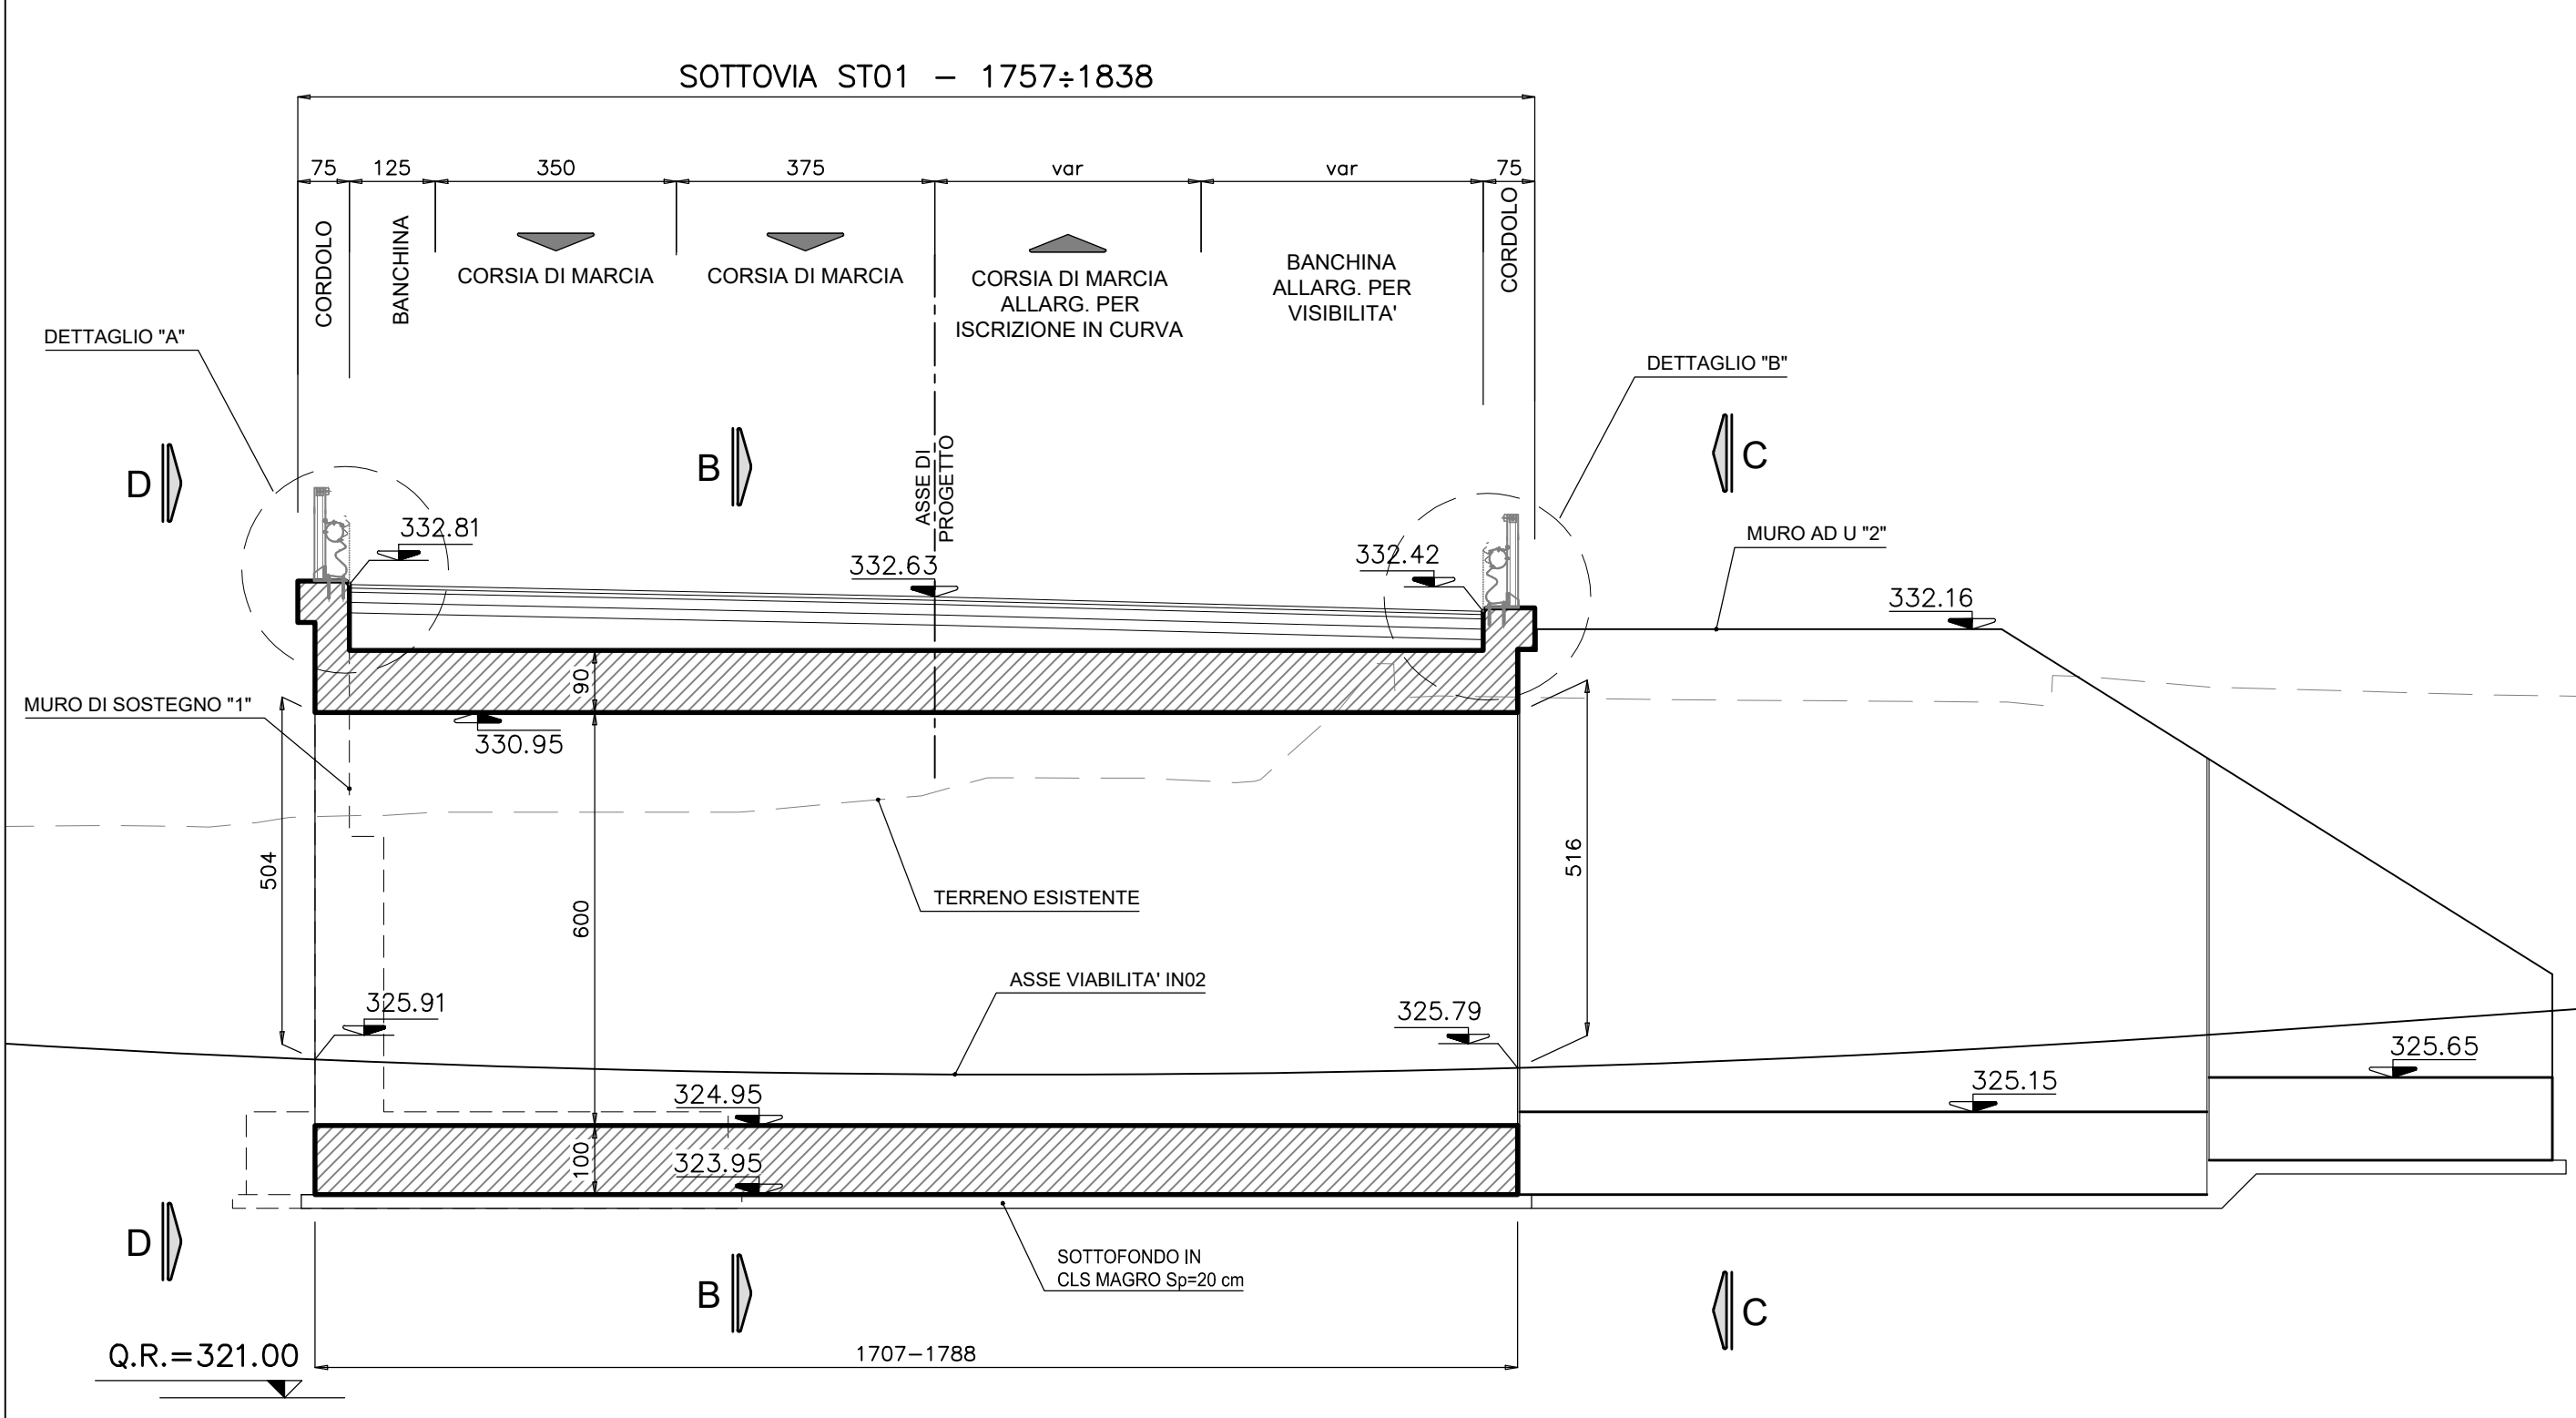 SOTTOVIA ST01 – 1757÷1838
75
125
350
375
var
var
75
CORDOLO
BANCHINA
CORSIA DI MARCIA
CORSIA DI MARCIA
CORSIA DI MARCIA
ALLARG. PER
ISCRIZIONE IN CURVA
BANCHINA
ALLARG. PER
VISIBILITA'
CORDOLO
DETTAGLIO "A"
DETTAGLIO "B"
D
B
ASSE DI
PROGETTO
C
332.81
332.63
332.42
MURO AD U "2"
332.16
90
MURO DI SOSTEGNO "1"
330.95
504
600
516
TERRENO ESISTENTE
ASSE VIABILITA' IN02
325.91
325.79
325.65
324.95
325.15
100
323.95
D
B
SOTTOFONDO IN
CLS MAGRO Sp=20 cm
C
Q.R.=321.00
1707–1788